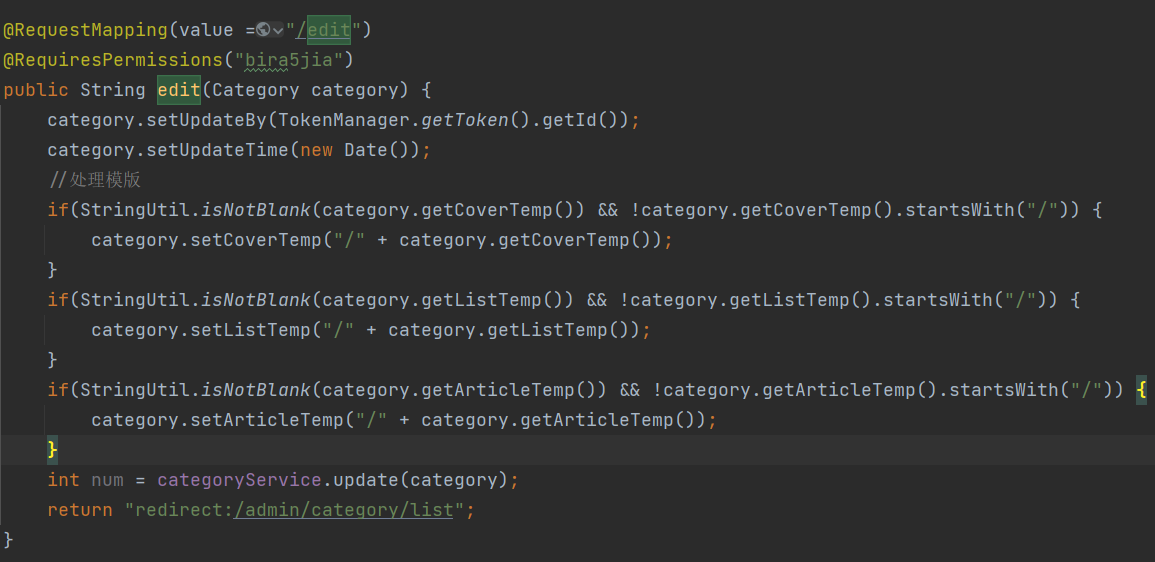 @RequestMapping(value ="/edit")
@RequiresPermissions("bira5jia")
public String edit(Category category) {
    category.setUpdateBy(TokenManager.getToken().getId());
    category.setUpdateTime(new Date());
    //处理模版
    if(StringUtil.isNotBlank(category.getCoverTemp()) && !category.getCoverTemp().startsWith("/")) {
        category.setCoverTemp("/" + category.getCoverTemp());
    }
    if(StringUtil.isNotBlank(category.getListTemp()) && !category.getListTemp().startsWith("/")) {
        category.setListTemp("/" + category.getListTemp());
    }
    if(StringUtil.isNotBlank(category.getArticleTemp()) && !category.getArticleTemp().startsWith("/")) {
        category.setArticleTemp("/" + category.getArticleTemp());
    }
    int num = categoryService.update(category);
    return "redirect:/admin/category/list";
}